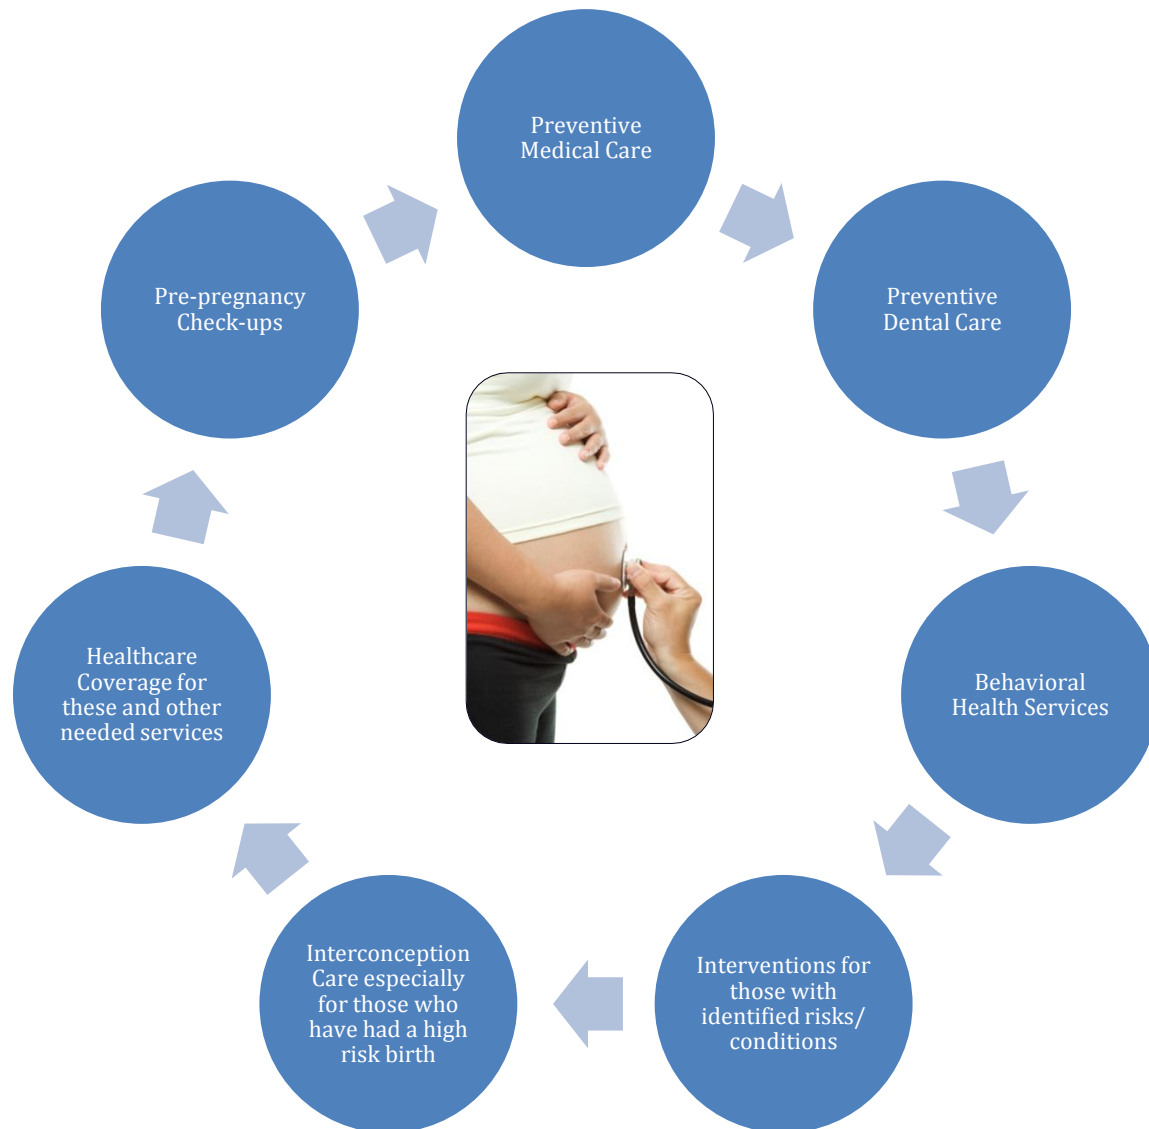 Preventive
Medical Care
Preventive
Dental Care
Behavioral
Health Services
Interventions for
those with
identified risks/
conditions
Interconception
Care especially
for those who
have had a high
risk birth
Healthcare
Coverage for
these and other
needed services
Pre-pregnancy
Check-ups